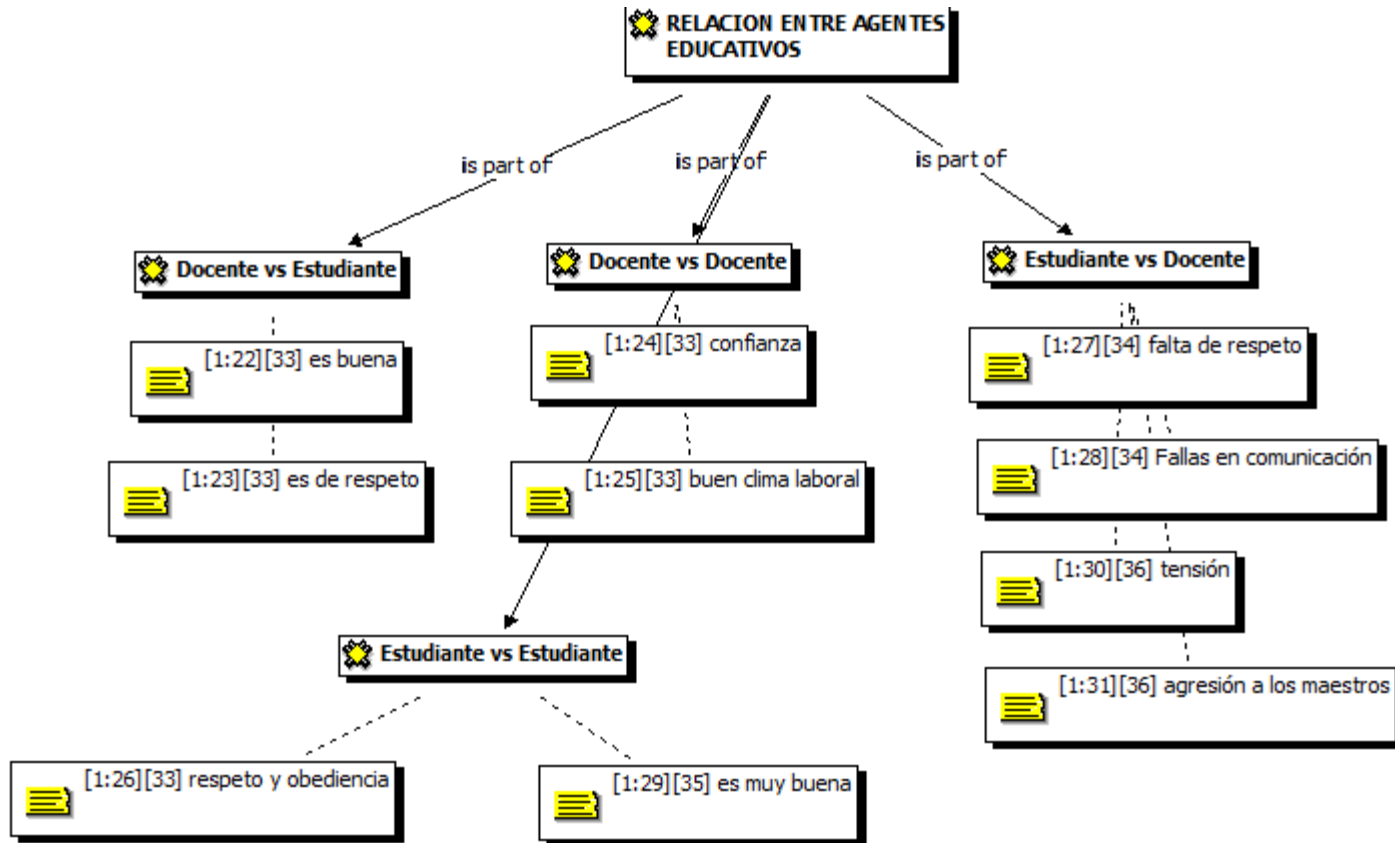 RELACION ENTRE AGENTES
EDUCATIVOS
is part of
is part of
is part of
Docente vs Estudiante
Docente vs Docente
Estudiante vs Docente
[1:22][33] es buena
[1:24][33] confianza
[1:27][34] falta de respeto
[1:23][33] es de respeto
[1:25][33] buen clima laboral
[1:28][34] Fallas en comunicación
[1:30][36] tensión
Estudiante vs Estudiante
[1:31][36] agresión a los maestros
[1:26][33] respeto y obediencia
[1:29][35] es muy buena